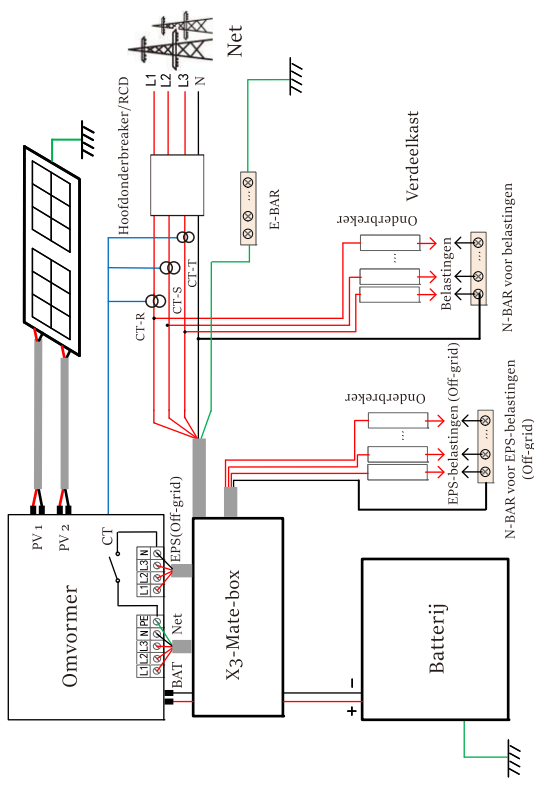 Net
L1
L2
L3
N
Hoofdonderbreaker/RCD
E-BAR
Verdeelkast
CT-R
CT-S
CT-T
Onderbreker
...
Belastingen
...
N-BAR voor belastingen
Onderbreker
...
EPS-belastingen (Off-grid)
...
N-BAR voor EPS-belastingen
(Off-grid)
Omvormer
PV 1
PV 2
CT
EPS(Off-grid)
L1 L2 L3 N
Net
L1 L2 L3 N PE
BAT
X3-Mate-box
Batterij
+
−